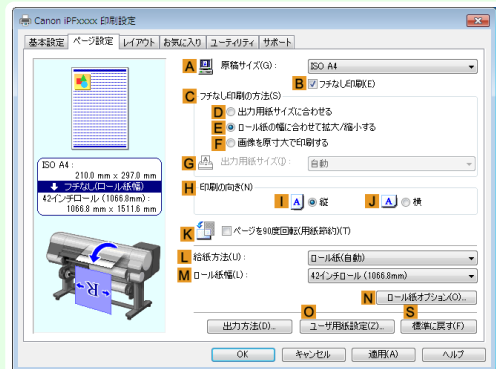 Canon iPFxxxx 印刷設定
基本設定 ページ設定 レイアウト お気に入り ユーティリティ サポート
A 原稿サイズ(G): ISO A4
B フチなし印刷(E)
C フチなし印刷の方法(S)
D 出力用紙サイズに合わせる
E ロール紙の幅に合わせて拡大/縮小する
F 画像を原寸大で印刷する
G 出力用紙サイズ(I): 自動
H 印刷の向き(N)
I A 縦 J A 横
K ページを90度回転(用紙節約)(T)
L 給紙方法(U): ロール紙(自動)
M ロール紙幅(L): 42インチロール (1066.8mm)
N ロール紙オプション(O)...
O S
出力方法(D)... ユーザ用紙設定(Z)... 標準に戻す(F)
ISO A4 :
210.0 mm x 297.0 mm
フチなし(ロール紙幅)
42インチロール (1066.8mm) :
1066.8 mm x 1511.6 mm
R
OK キャンセル 適用(A) ヘルプ